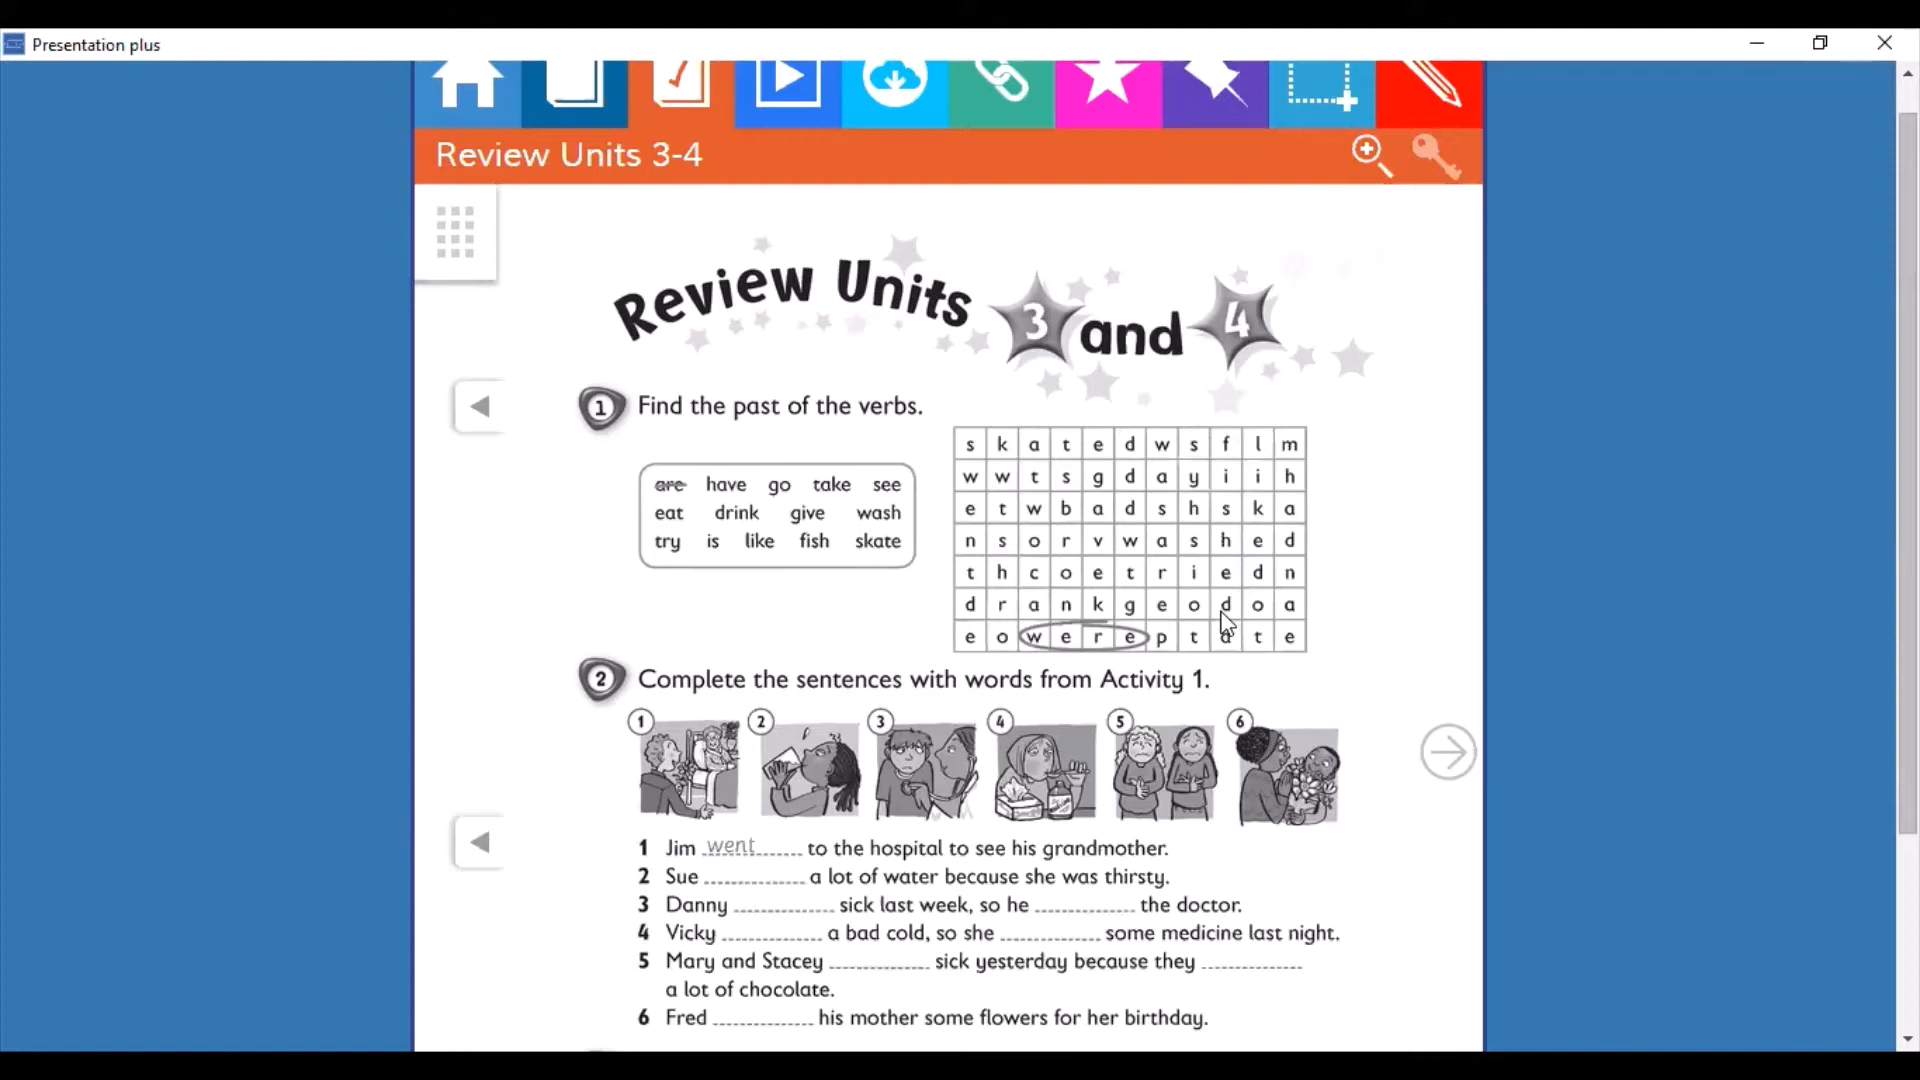 Presentation plus
Review Units 3-4
Review Units 3 and 4
1 Find the past of the verbs.
are have go take see
eat drink give wash
try is like fish skate
s k a t e d w s f l m
w w t s g d a y i i h
e t w b a d s h s k a
n s o r v w a s h e d
t h c o e t r i e d n
d r a n k g e o d o a
e o w e r e p t a t e
2 Complete the sentences with words from Activity 1.
1 2 3 4 5 6
1 Jim went to the hospital to see his grandmother.
2 Sue ............ a lot of water because she was thirsty.
3 Danny ............ sick last week, so he ............ the doctor.
4 Vicky ............ a bad cold, so she ............ some medicine last night.
5 Mary and Stacey ............ sick yesterday because they ............
a lot of chocolate.
6 Fred ............ his mother some flowers for her birthday.